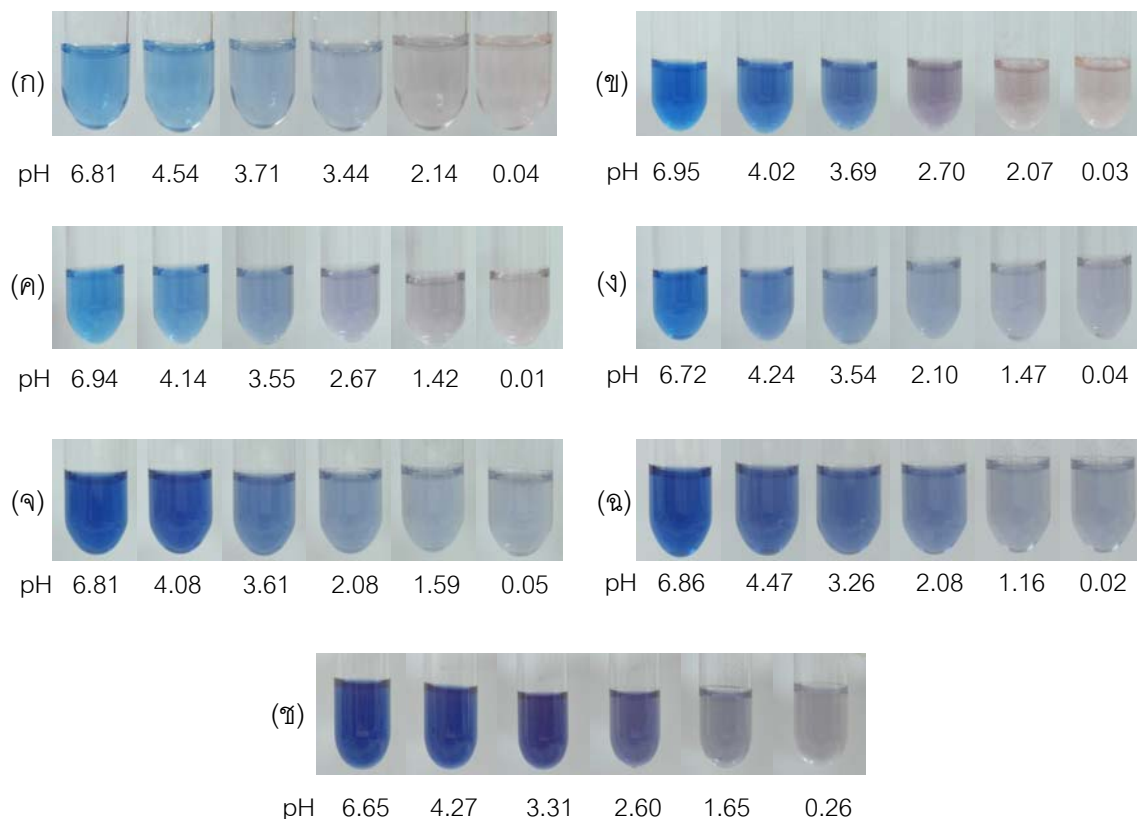 (ก)
pH 6.81 4.54 3.71 3.44 2.14 0.04
(ข)
pH 6.95 4.02 3.69 2.70 2.07 0.03
(ค)
pH 6.94 4.14 3.55 2.67 1.42 0.01
(ง)
pH 6.72 4.24 3.54 2.10 1.47 0.04
(จ)
pH 6.81 4.08 3.61 2.08 1.59 0.05
(ฉ)
pH 6.86 4.47 3.26 2.08 1.16 0.02
(ช)
pH 6.65 4.27 3.31 2.60 1.65 0.26